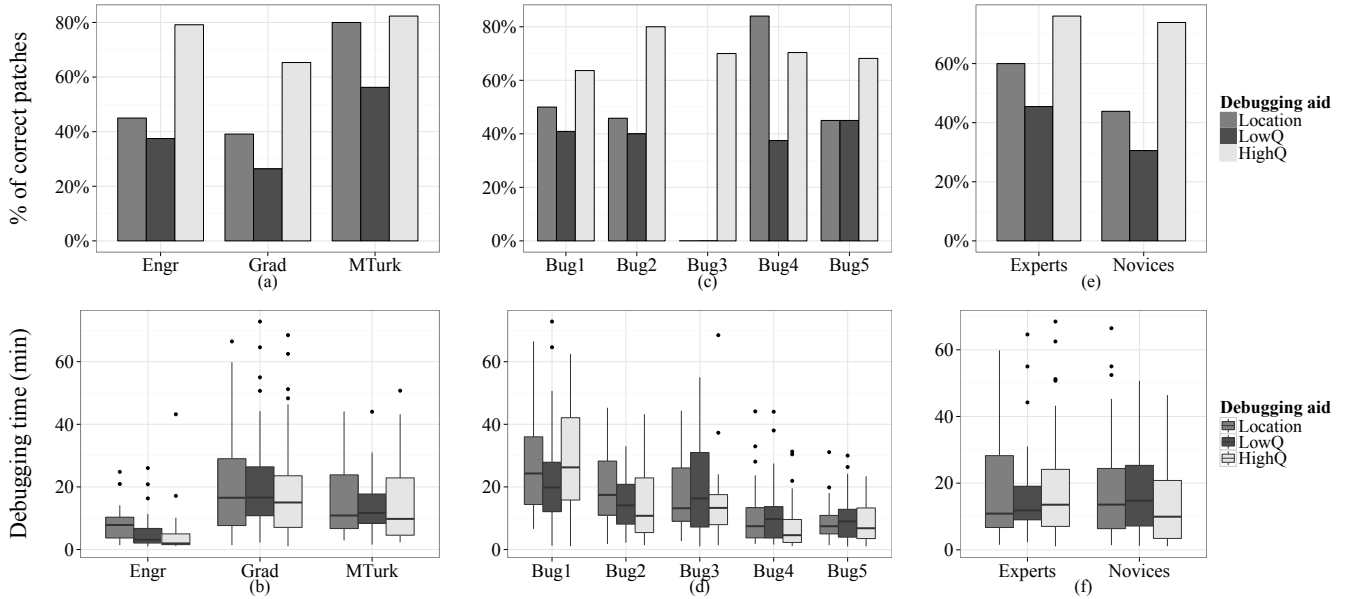 % of correct patches
80%
60%
40%
20%
0%
Engr Grad MTurk
(a)
80%
60%
40%
20%
0%
Bug1 Bug2 Bug3 Bug4 Bug5
(c)
60%
40%
20%
0%
Experts Novices
(e)
Debugging aid
Location
LowQ
HighQ
Debugging time (min)
60
40
20
0
Engr Grad MTurk
(b)
60
40
20
0
Bug1 Bug2 Bug3 Bug4 Bug5
(d)
60
40
20
0
Experts Novices
(f)
Debugging aid
Location
LowQ
HighQ